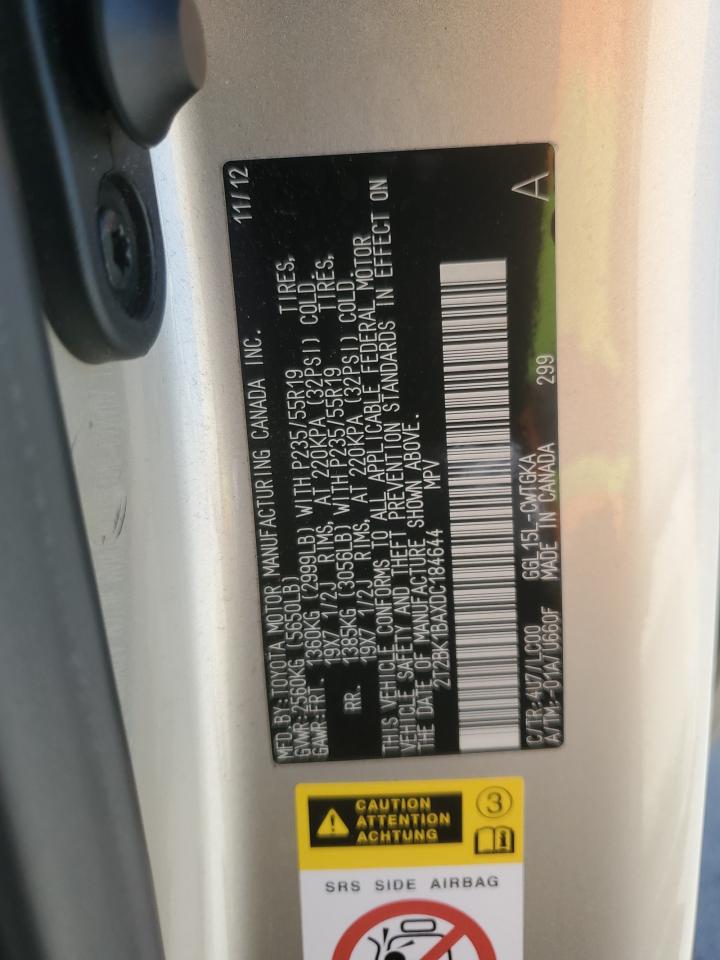 MFD.BY:TOYOTA MOTOR MANUFACTURING CANADA INC. 11/12
GVWR:2560KG (5650LB)
GAWR:FRT. 1360KG (2999LB) WITH P235/55R19 TIRES,
19X7 1/2J RIMS, AT 220KPA (32PSI) COLD.
RR. 1385KG (3056LB) WITH P235/55R19 TIRES,
19X7 1/2J RIMS, AT 220KPA (32PSI) COLD.
THIS VEHICLE CONFORMS TO ALL APPLICABLE FEDERAL MOTOR
VEHICLE SAFETY AND THEFT PREVENTION STANDARDS IN EFFECT ON
THE DATE OF MANUFACTURE SHOWN ABOVE.
2T2BK1BAXDC184644 MPV
C/TR:4U7/LC00 GGL15L-CWTGKA
A/TM:-01A/U660F MADE IN CANADA 299 A
CAUTION
ATTENTION
ACHTUNG
3
SRS SIDE AIRBAG